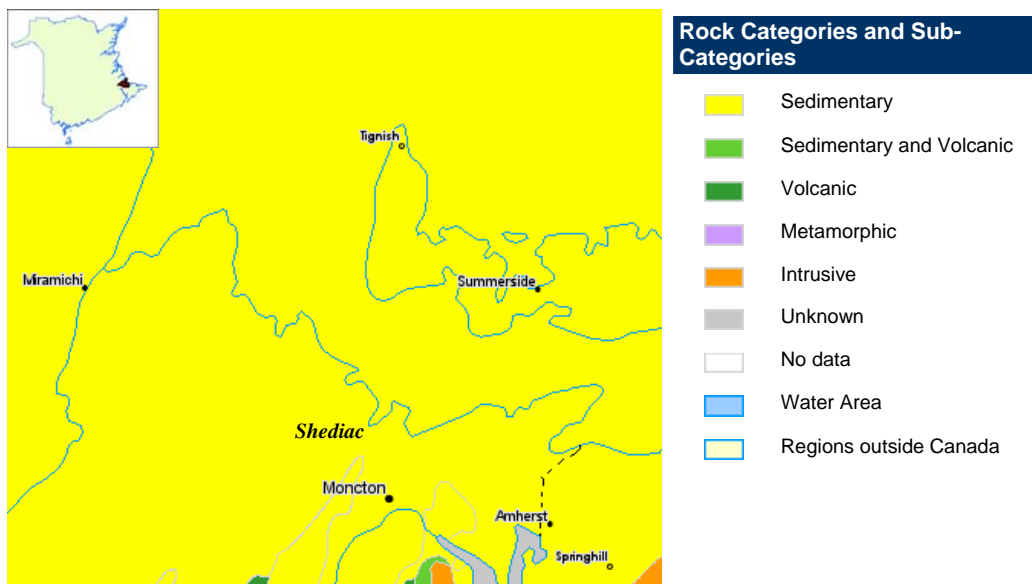 Rock Categories and Sub-
Categories
Sedimentary
Sedimentary and Volcanic
Volcanic
Metamorphic
Intrusive
Unknown
No data
Water Area
Regions outside Canada
Tignish
Miramichi
Summerside
Shediac
Moncton
Amherst
Springhill